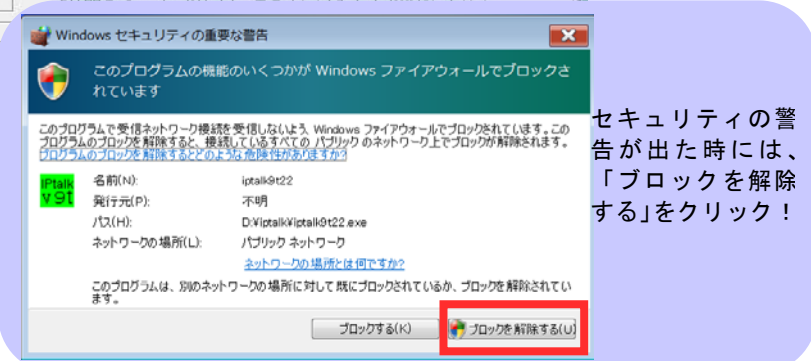 Windows セキュリティの重要な警告
このプログラムの機能のいくつかが Windows ファイアウォールでブロックさ
れています
このプログラムで受信ネットワーク接続を受信しないよう、Windows ファイアウォールでブロックされています。この
プログラムのブロックを解除すると、接続しているすべての パブリック のネットワーク上でブロックが解除されます。
プログラムのブロックを解除するとどのような危険性がありますか?
IPtalk
V 9t
名前(N): iptalk9t22
発行元(P): 不明
パス(H): D:¥iptalk¥iptalk9t22.exe
ネットワークの場所(L): パブリック ネットワーク
ネットワークの場所とは何ですか?
このプログラムは、別のネットワークの場所に対して既にブロックされているか、ブロックを解除されてい
ます。
ブロックする(K)
ブロックを解除する(U)
セキュリティの警
告が出た時には、
「ブロックを解除
する」をクリック！